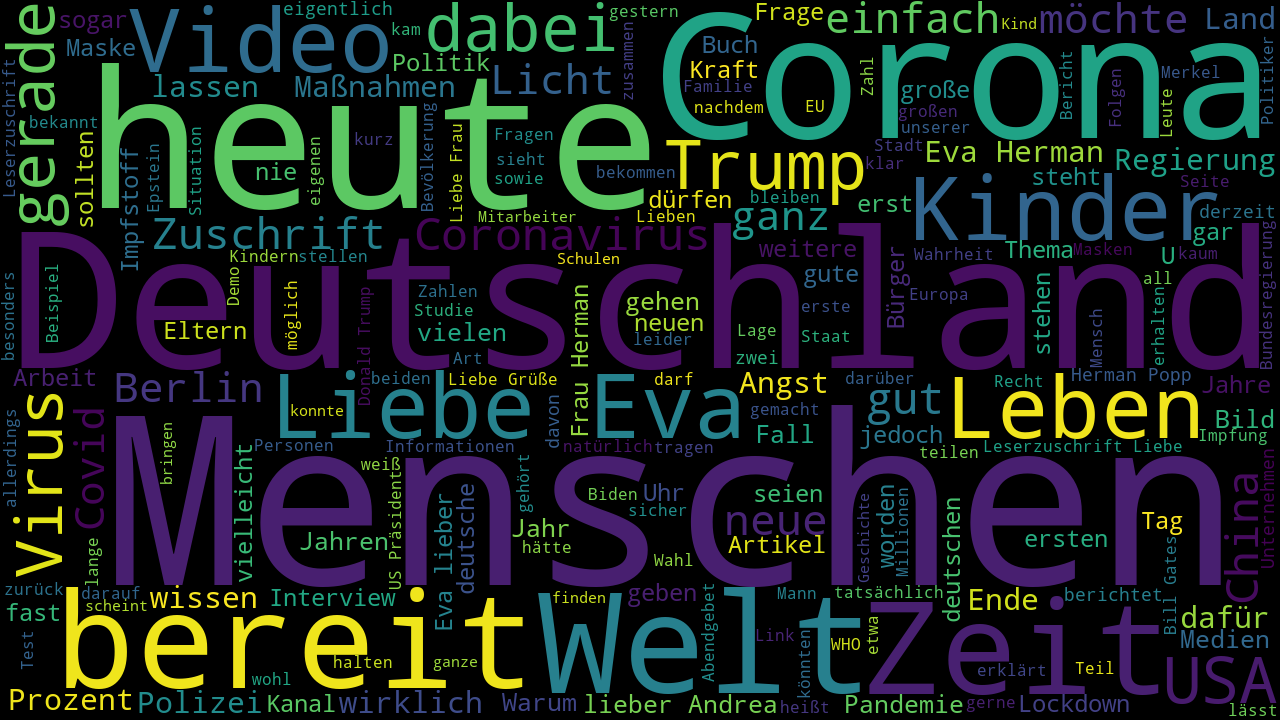 sogar
eigentlich
kam
gestern
Frage
einfach
Kind
möchte
Land
Maske
Video
dabei
Corona
gerade
Politik
Buch
lassen
Maßnahmen
Licht
zusammen
Kraft
Familie
nachdem
EU
Zahl
große
großen
unserer
Bericht
Folgen
Merkel
Leute
Politiker
Leserzuschrift
bekannt
sollten
heute
Impfstoff
Epstein
Situation
nie
eigenen
kurz
Bevölkerung
Liebe Frau
Fragen
sieht
sowie
bekommen
Trump
Stadt
klar
Eva Herman
Regierung
dürfen
bleiben
erst
Kinder
steht
Seite
derzeit
Zuschrift
Coronavirus
Mitarbeiter
Lieben
ganz
gar
Kindern
stellen
Schulen
weitere
Wahrheit
Thema
Masken
U
kaum
Deutschland
besonders
Beispiel
Demo
möglich
Zahlen
Studie
vielen
gehen
neuen
gute
Bürger
Europa
all
erste
Eltern
Donald Trump
Art
Frau Herman
leider
Lage
zwei
Staat
stehen
Mensch
erhalten
Bundesregierung
Arbeit
Berlin
beiden
Liebe Grüße
darf
Angst
darüber
Recht
Herman Popp
Jahre
Liebe
Eva
gut
Leben
konnte
gemacht
Bild
Virus
Covid
allerdings
bringen
Personen
Informationen
davon
natürlich
tragen
Fall
jedoch
teilen
Leserzuschrift Liebe
Impfung
Menschen
vielleicht
weiß
gehört
Biden
Uhr
sicher
seien
Unternehmen
Jahren
US Präsident
Eva lieber
deutsche
Jahr
hätte
Wahl
neue
Artikel
Geschichte
worden
Millionen
deutschen
ersten
Tag
China
lange
zurück
darauf
scheint
wissen
Interview
finden
geben
Abendgebet
Mann
tatsächlich
Ende
berichtet
Bill Gates
dafür
fast
bereit
Welt
Zeit
Medien
Test
wohl
halten
ganze
Link
könnten
WHO
etwa
erklärt
Teil
USA
Prozent
Polizei
Kanal
wirklich
Warum
lieber Andrea
heißt
Pandemie
gerne
Lockdown
lässt